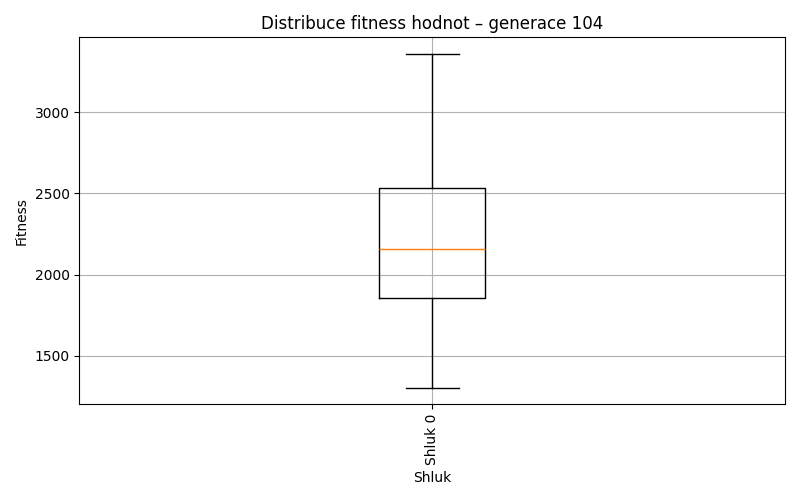 Distribuce fitness hodnot – generace 104
Fitness
3000
2500
2000
1500
Shluk 0
Shluk